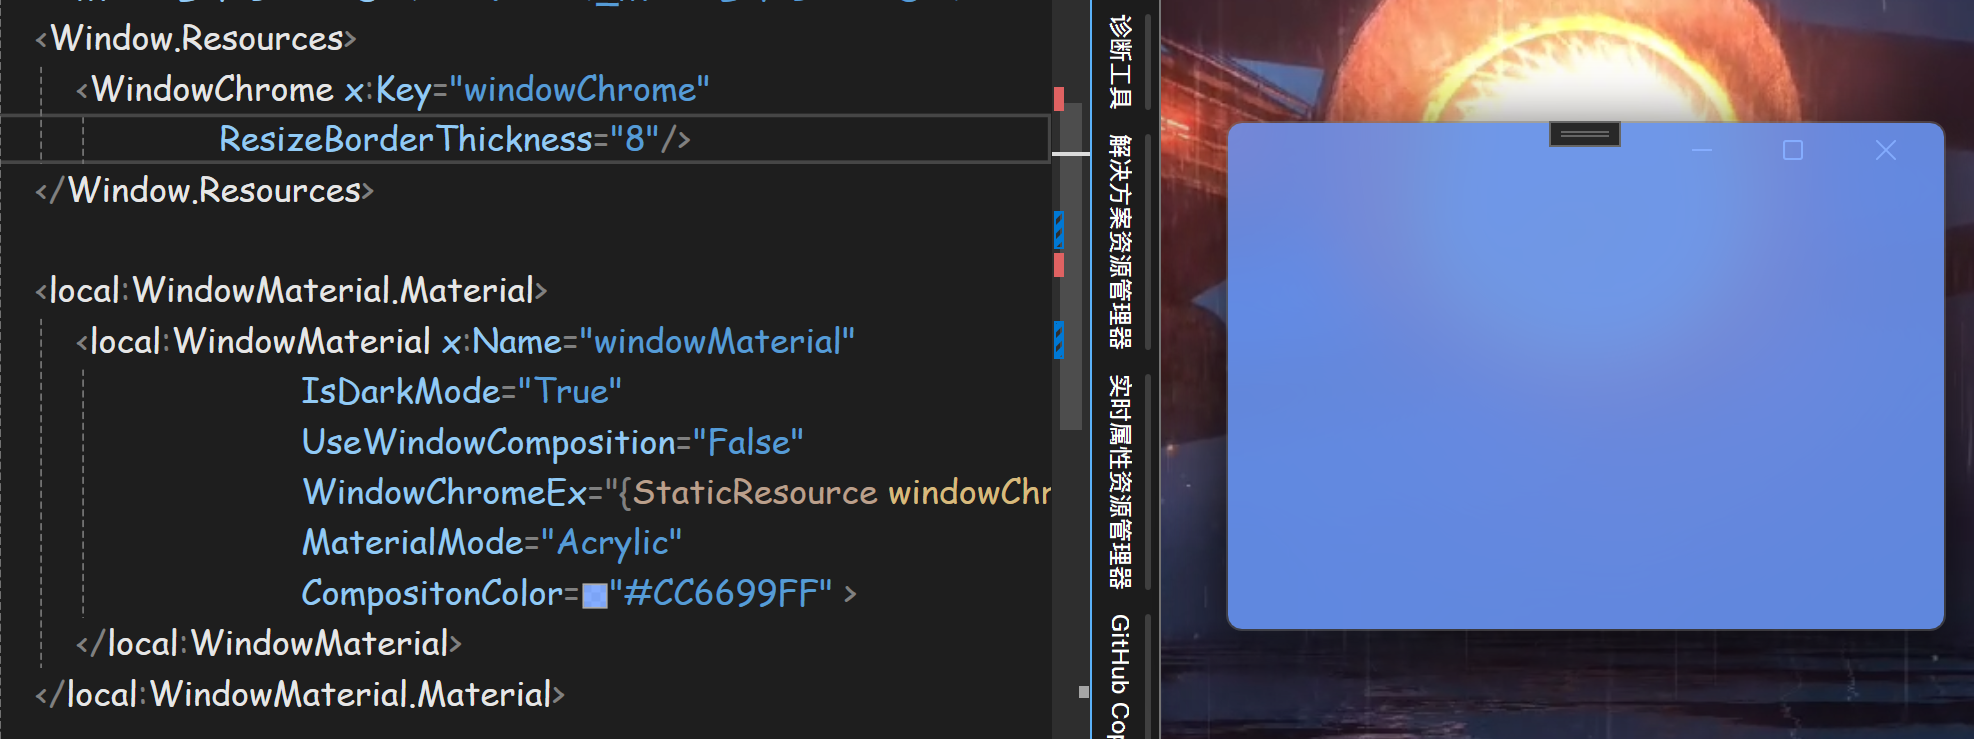 <Window.Resources>
<WindowChrome x:Key="windowChrome"
ResizeBorderThickness="8"/>
</Window.Resources>
<local:WindowMaterial.Material>
<local:WindowMaterial x:Name="windowMaterial"
IsDarkMode="True"
UseWindowComposition="False"
WindowChromeEx="{StaticResource windowChr
MaterialMode="Acrylic"
CompositonColor="#CC6699FF" >
</local:WindowMaterial>
</local:WindowMaterial.Material>
诊断工具
解决方案资源管理器
实时属性资源管理器
GitHub Cop